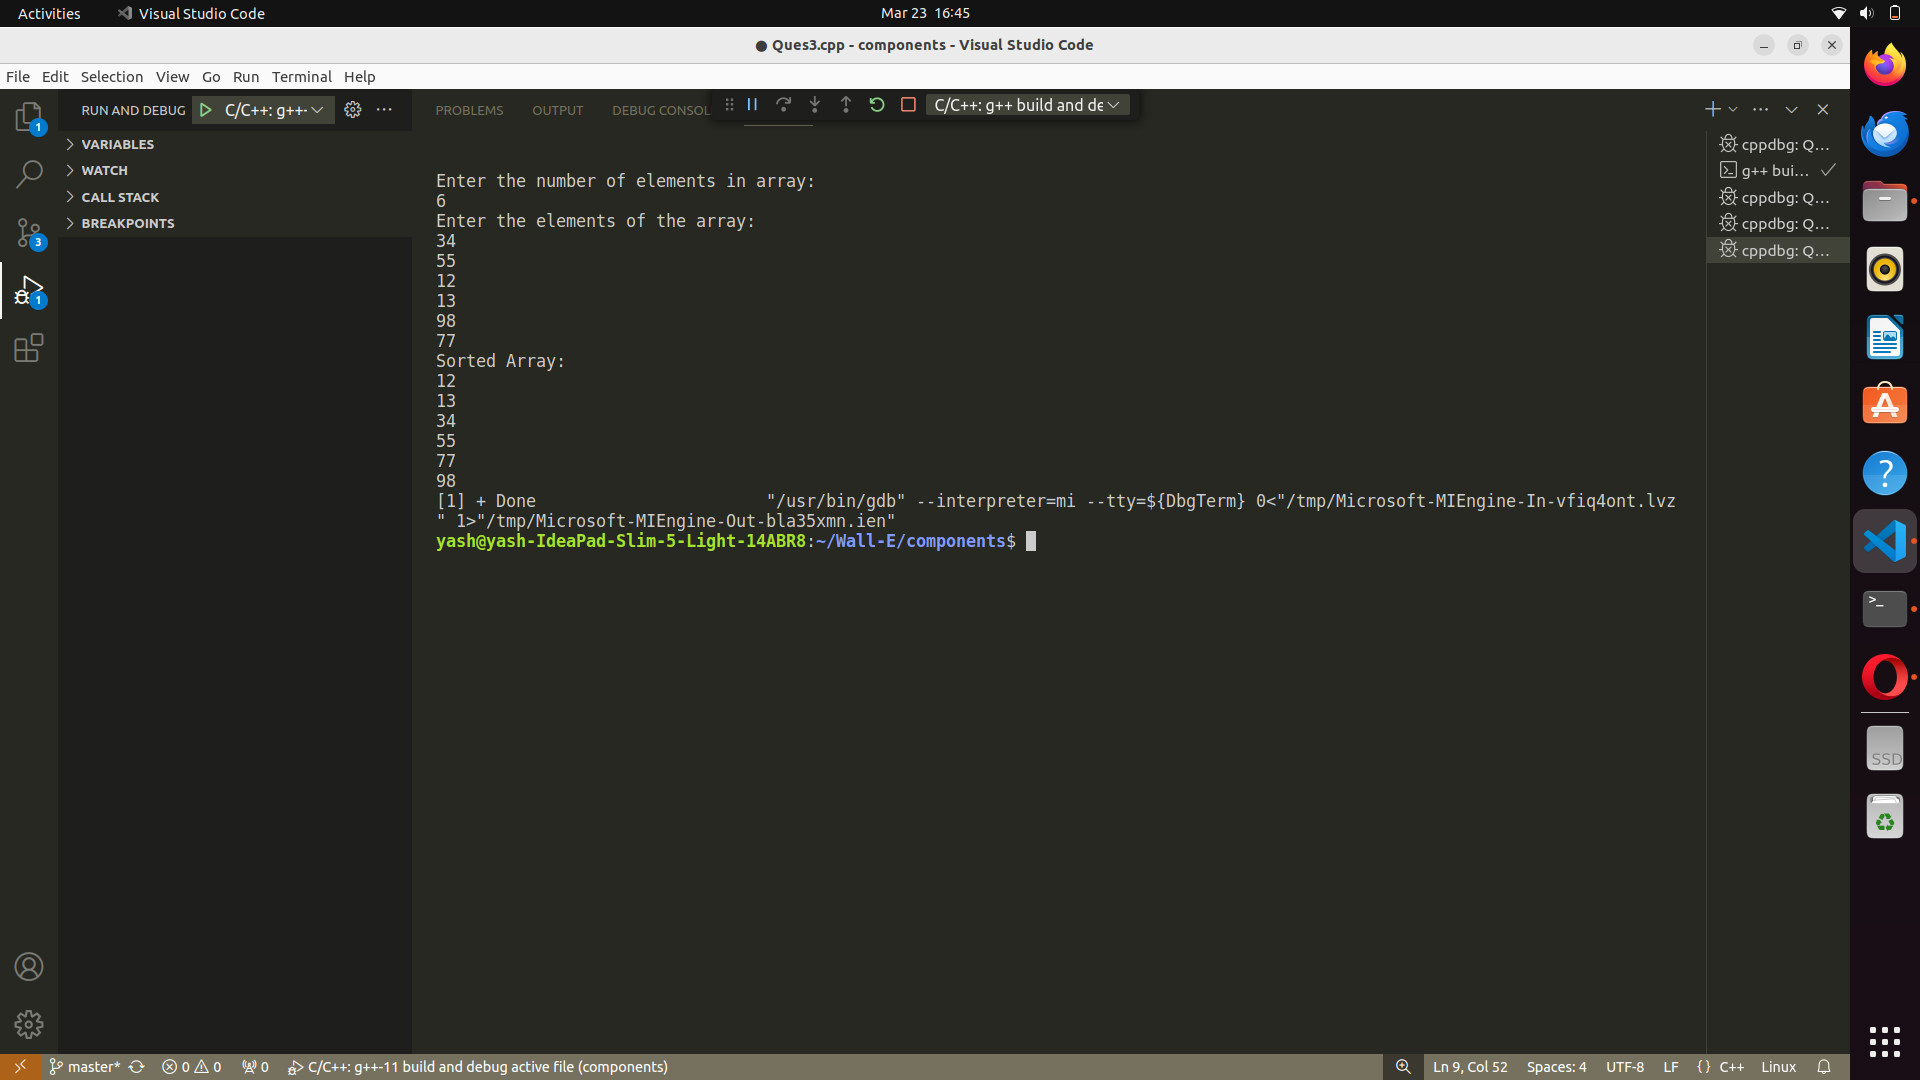 Activities
Visual Studio Code
Mar 23 16:45
● Ques3.cpp - components - Visual Studio Code
File Edit Selection View Go Run Terminal Help
1
3
1
RUN AND DEBUG
C/C++: g++-
VARIABLES
WATCH
CALL STACK
BREAKPOINTS
PROBLEMS OUTPUT DEBUG CONSOL
C/C++: g++ build and de
Enter the number of elements in array:
6
Enter the elements of the array:
34
55
12
13
98
77
Sorted Array:
12
13
34
55
77
98
[1] + Done                       "/usr/bin/gdb" --interpreter=mi --tty=${DbgTerm} 0<"/tmp/Microsoft-MIEngine-In-vfiq4ont.lvz
" 1>"/tmp/Microsoft-MIEngine-Out-bla35xmn.ien"
yash@yash-IdeaPad-Slim-5-Light-14ABR8:~/Wall-E/components$
cppdbg: Q...
g++ bui...
cppdbg: Q...
cppdbg: Q...
cppdbg: Q...
SSD
master*
0
0
0
C/C++: g++-11 build and debug active file (components)
Ln 9, Col 52
Spaces: 4
UTF-8
LF
{ } C++
Linux